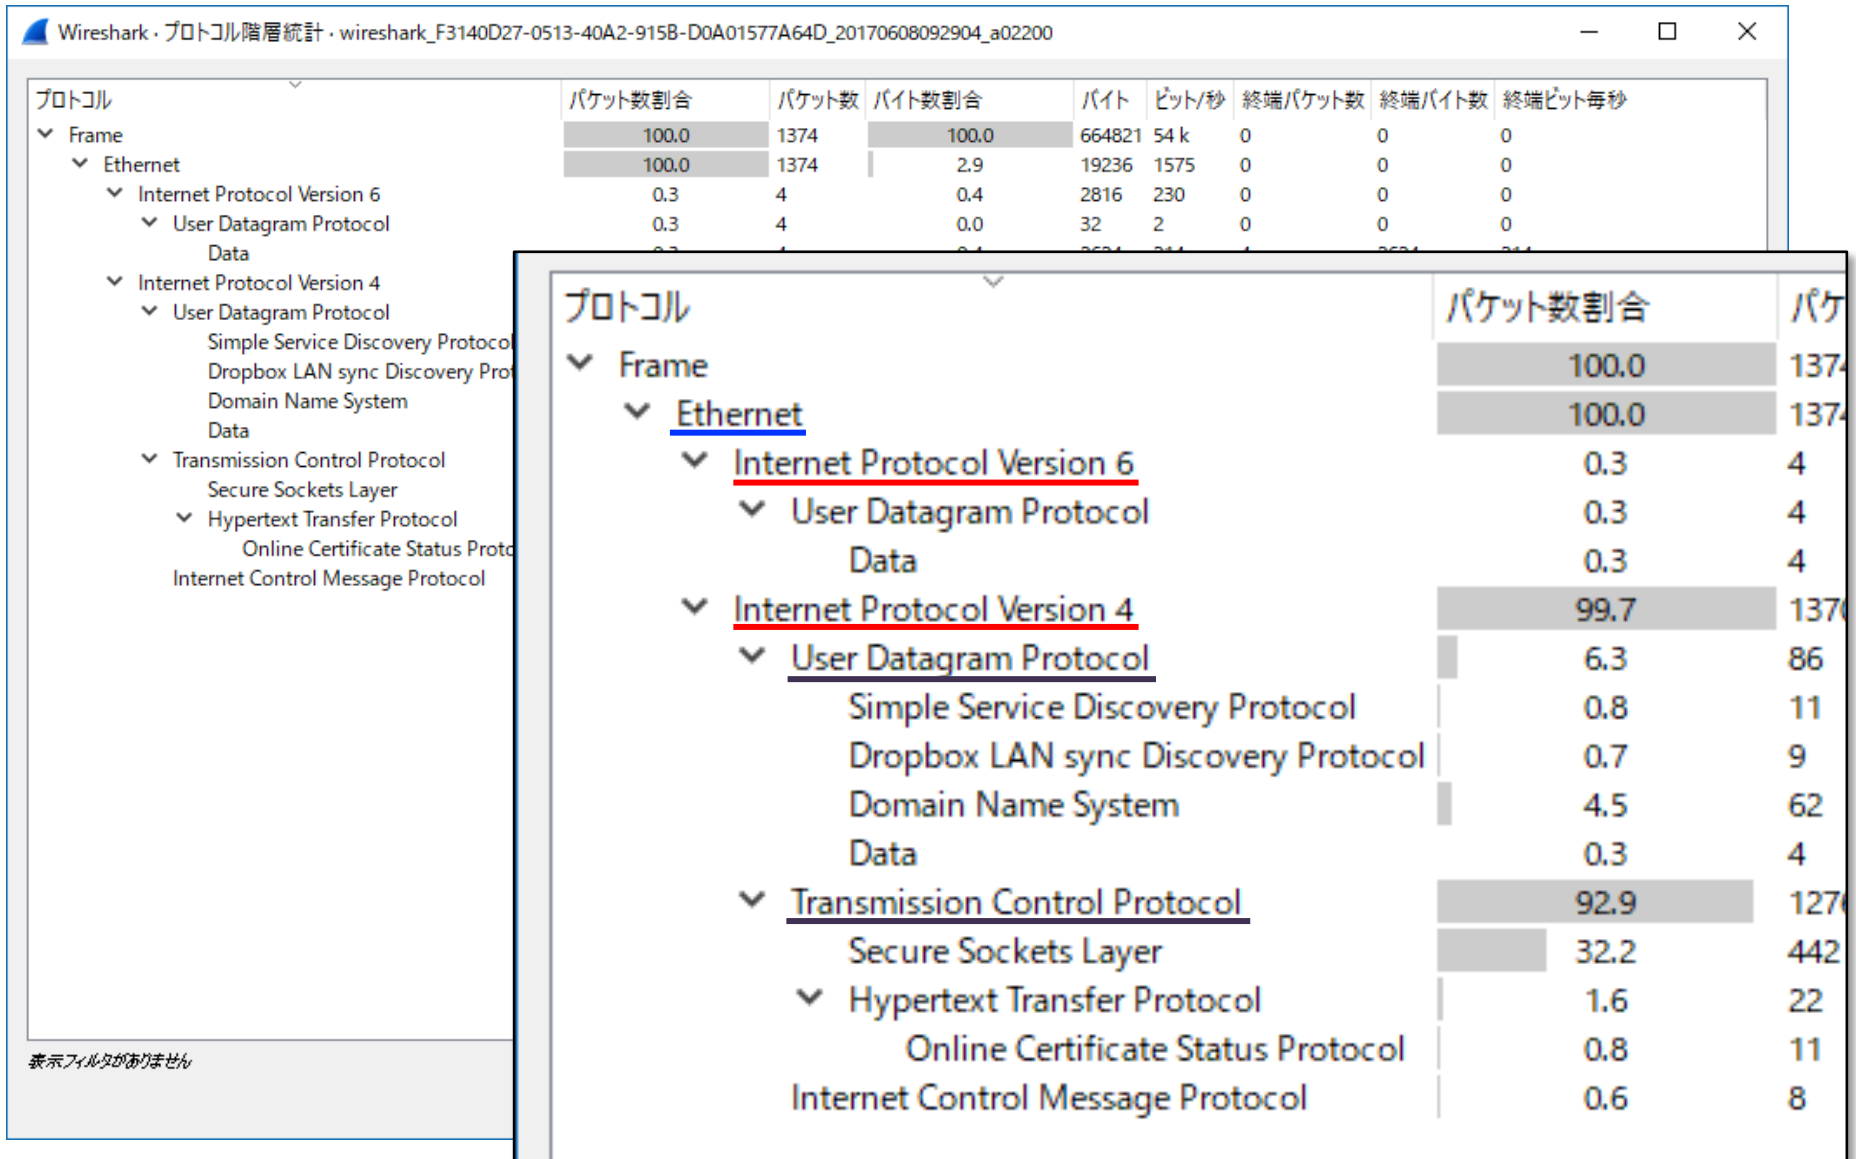 Wireshark · プロトコル階層統計 · wireshark_F3140D27-0513-40A2-915B-D0A01577A64D_20170608092904_a02200
プロトコル パケット数割合 パケット数 バイト数割合 バイト ビット/秒 終端パケット数 終端バイト数 終端ビット毎秒
Frame 100.0 1374 100.0 664821 54 k 0 0 0
Ethernet 100.0 1374 2.9 19236 1575 0 0 0
Internet Protocol Version 6 0.3 4 0.4 2816 230 0 0 0
User Datagram Protocol 0.3 4 0.0 32 2 0 0 0
Data
Internet Protocol Version 4
User Datagram Protocol
Simple Service Discovery Protocol
Dropbox LAN sync Discovery Prot
Domain Name System
Data
Transmission Control Protocol
Secure Sockets Layer
Hypertext Transfer Protocol
Online Certificate Status Proto
Internet Control Message Protocol
表示フィルタがありません
プロトコル パケット数割合 パケ
Frame 100.0 1374
Ethernet 100.0 1374
Internet Protocol Version 6 0.3 4
User Datagram Protocol 0.3 4
Data 0.3 4
Internet Protocol Version 4 99.7 1370
User Datagram Protocol 6.3 86
Simple Service Discovery Protocol 0.8 11
Dropbox LAN sync Discovery Protocol 0.7 9
Domain Name System 4.5 62
Data 0.3 4
Transmission Control Protocol 92.9 1276
Secure Sockets Layer 32.2 442
Hypertext Transfer Protocol 1.6 22
Online Certificate Status Protocol 0.8 11
Internet Control Message Protocol 0.6 8